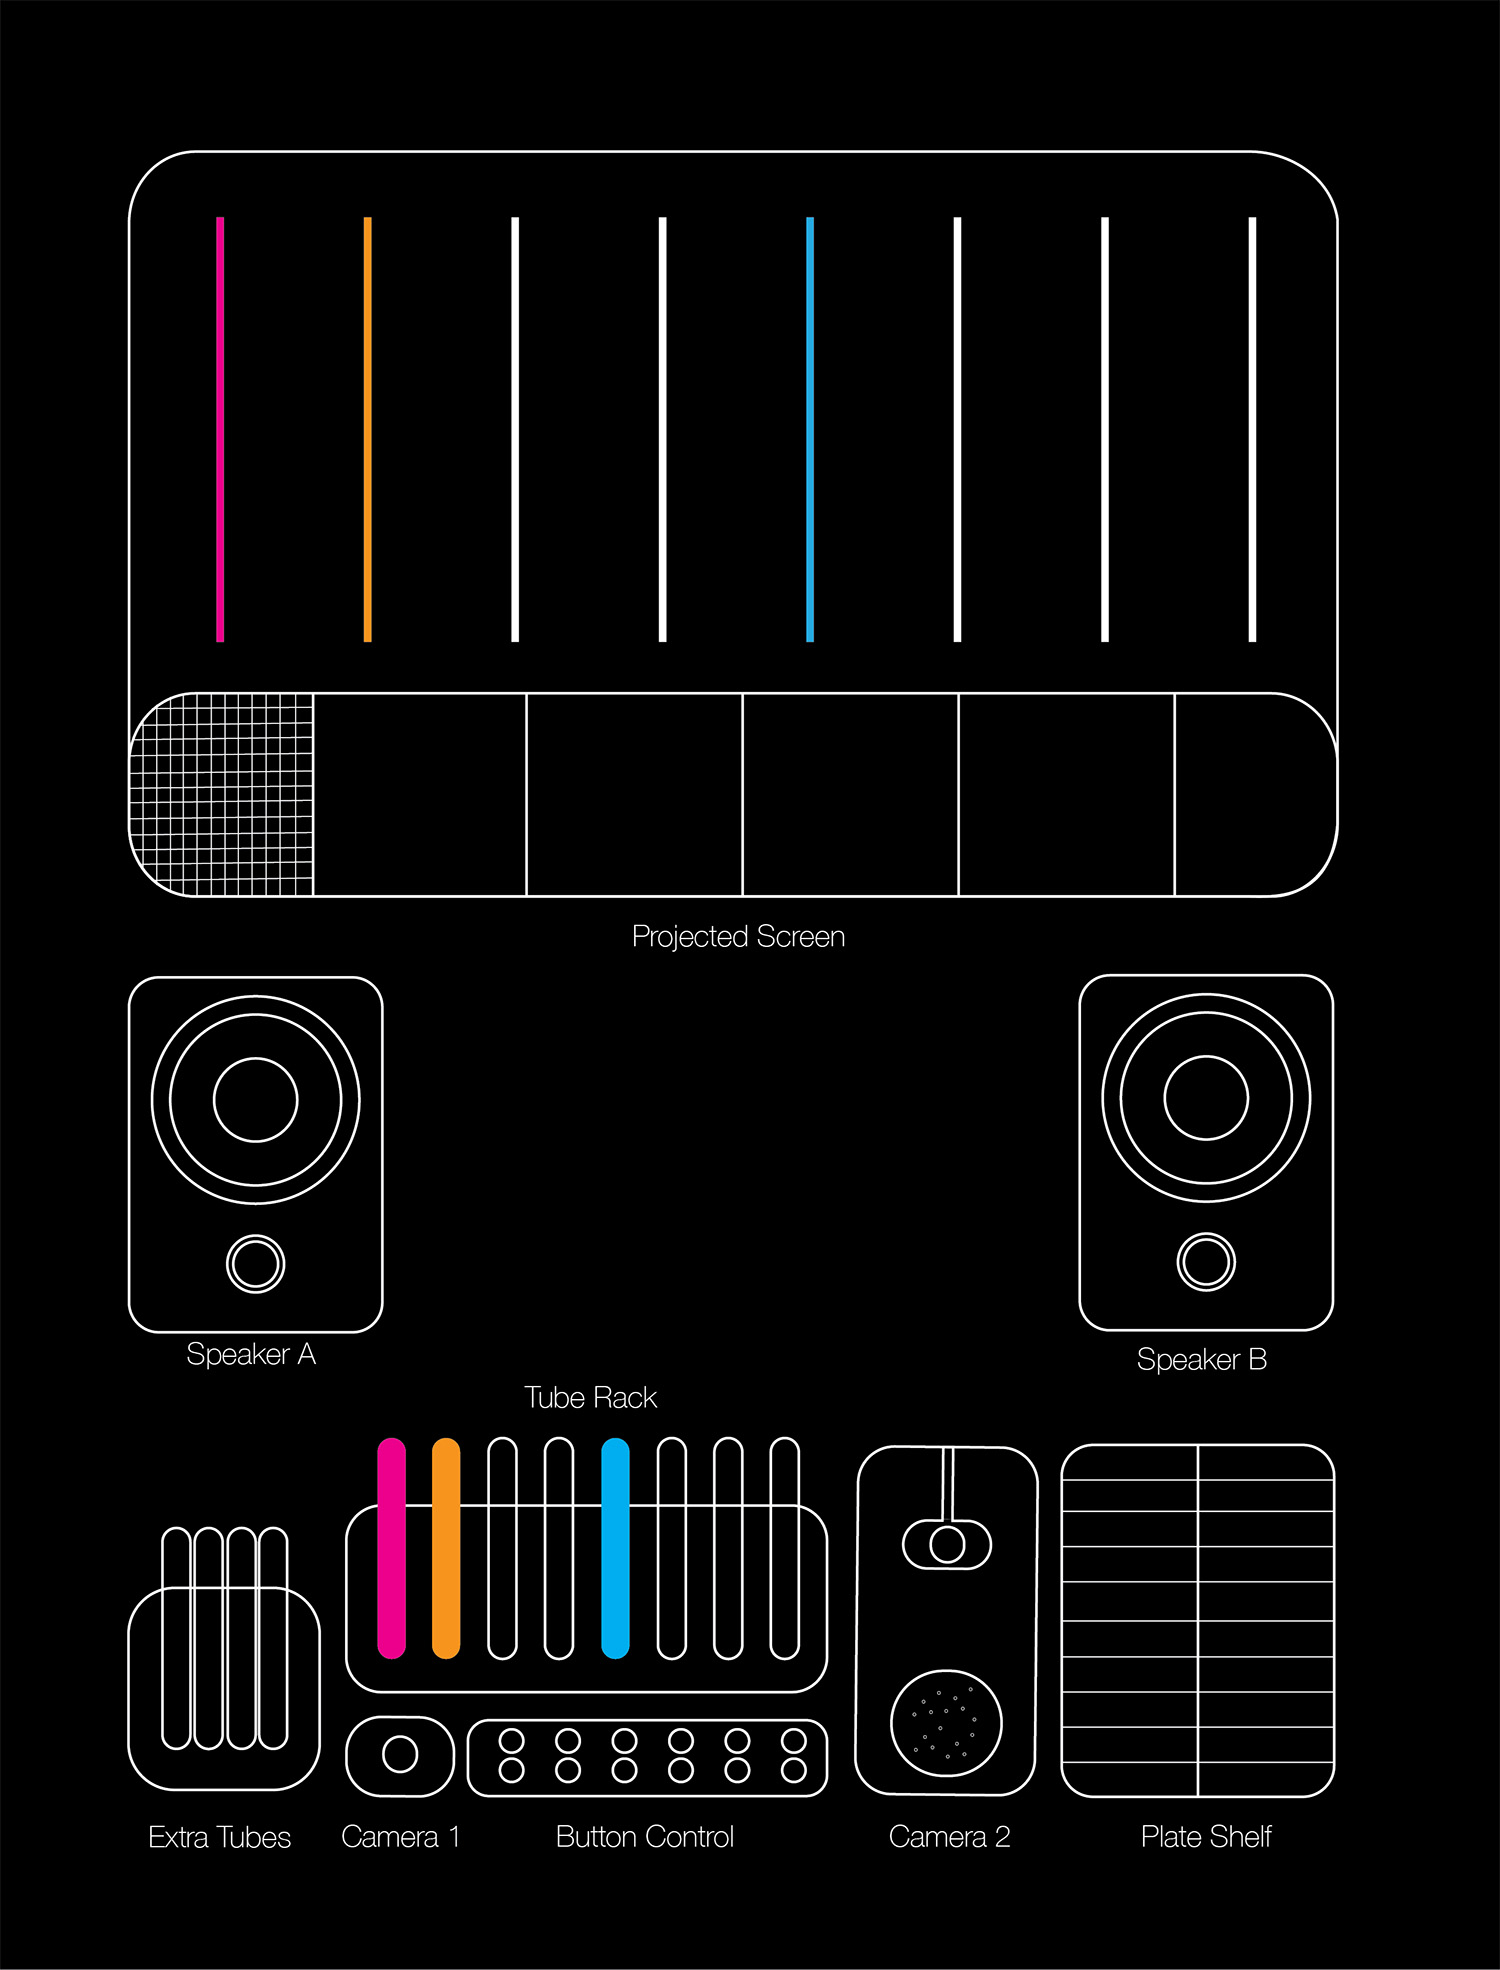 Projected Screen
Speaker A
Speaker B
Tube Rack
Extra Tubes
Camera 1
Button Control
Camera 2
Plate Shelf